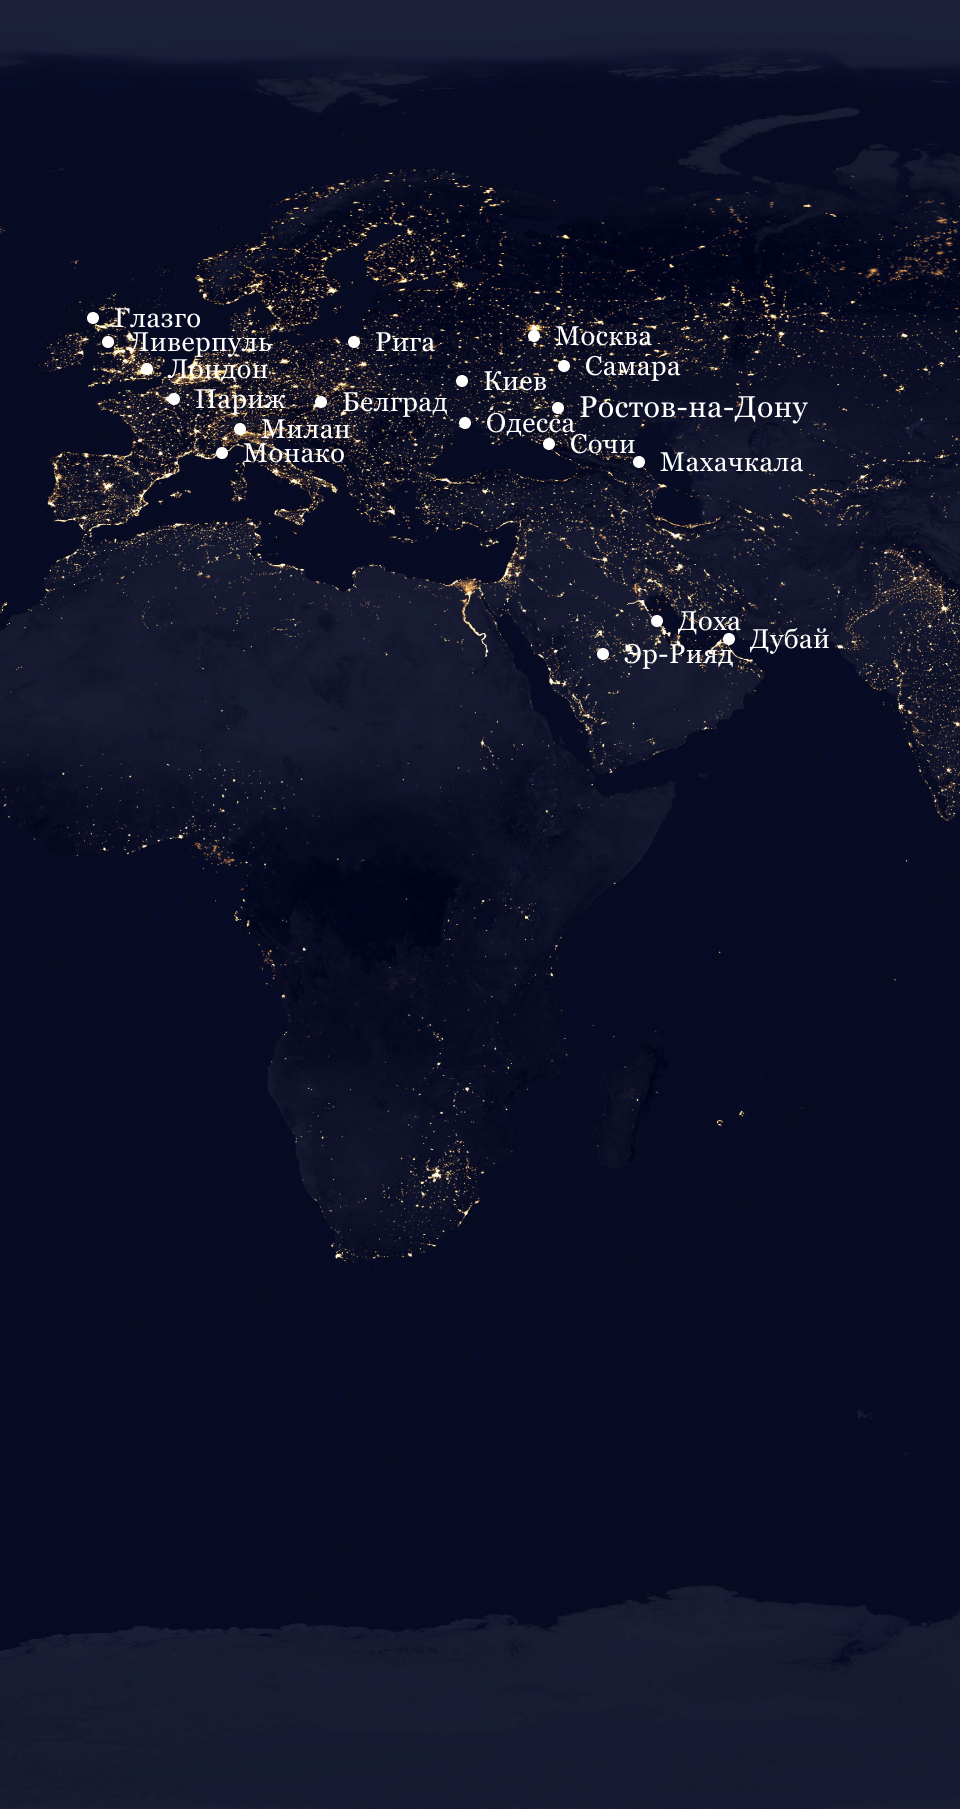 Глазго
Ливерпуль
Рига
Москва
Лондон
Самара
Киев
Париж
Белград
Ростов-на-Дону
Одесса
Милан
Сочи
Монако
Махачкала
Доха
Дубай
Эр-Рияд